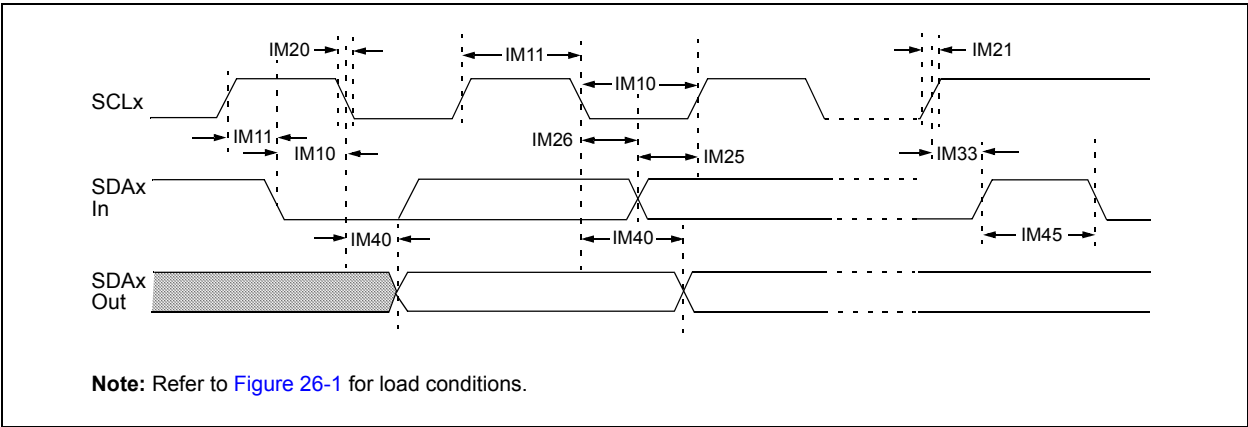 IM20
IM11
IM21
IM10
SCLx
IM11
IM26
IM10
IM25
IM33
SDAx
In
IM40
IM40
IM45
SDAx
Out
Note: Refer to Figure 26-1 for load conditions.